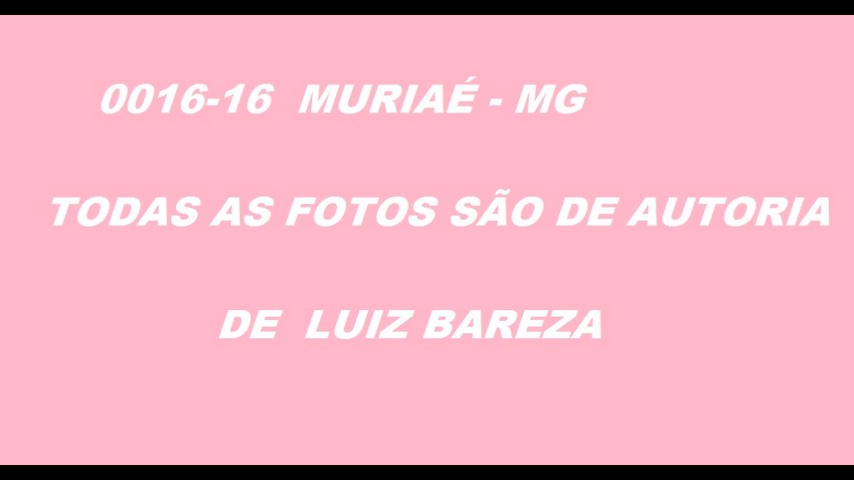 0016-16 MURIAÉ - MG
TODAS AS FOTOS SÃO DE AUTORIA
DE LUIZ BAREZA